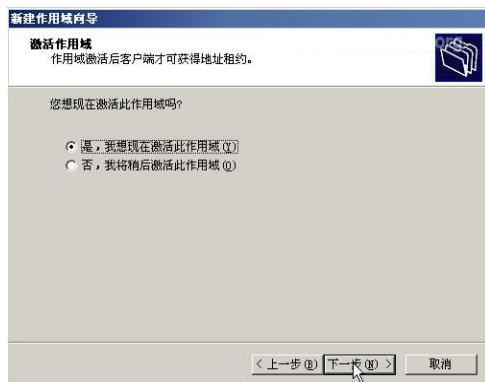 新建作用域向导
激活作用域
作用域激活后客户端才可获得地址租约。
org
您想现在激活此作用域吗?
是，我想现在激活此作用域(Y)
否，我将稍后激活此作用域(O)
< 上一步(B) 下一步(N) > 取消